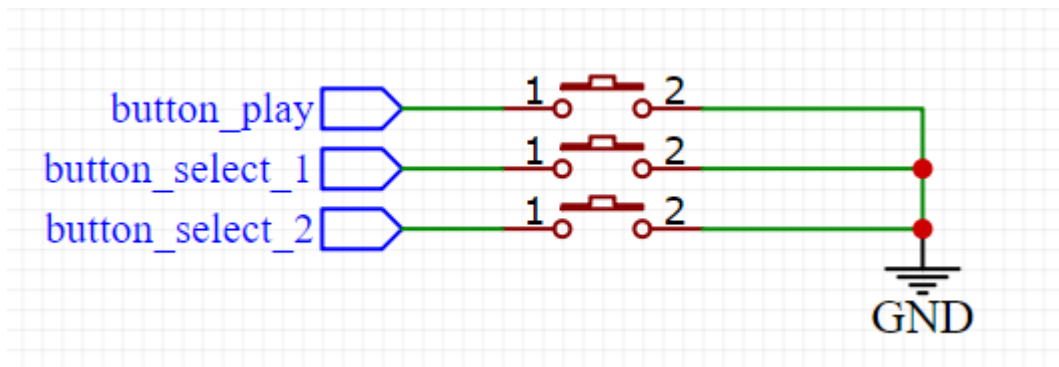 button_play 1 2
button_select_1 1 2
button_select_2 1 2
GND